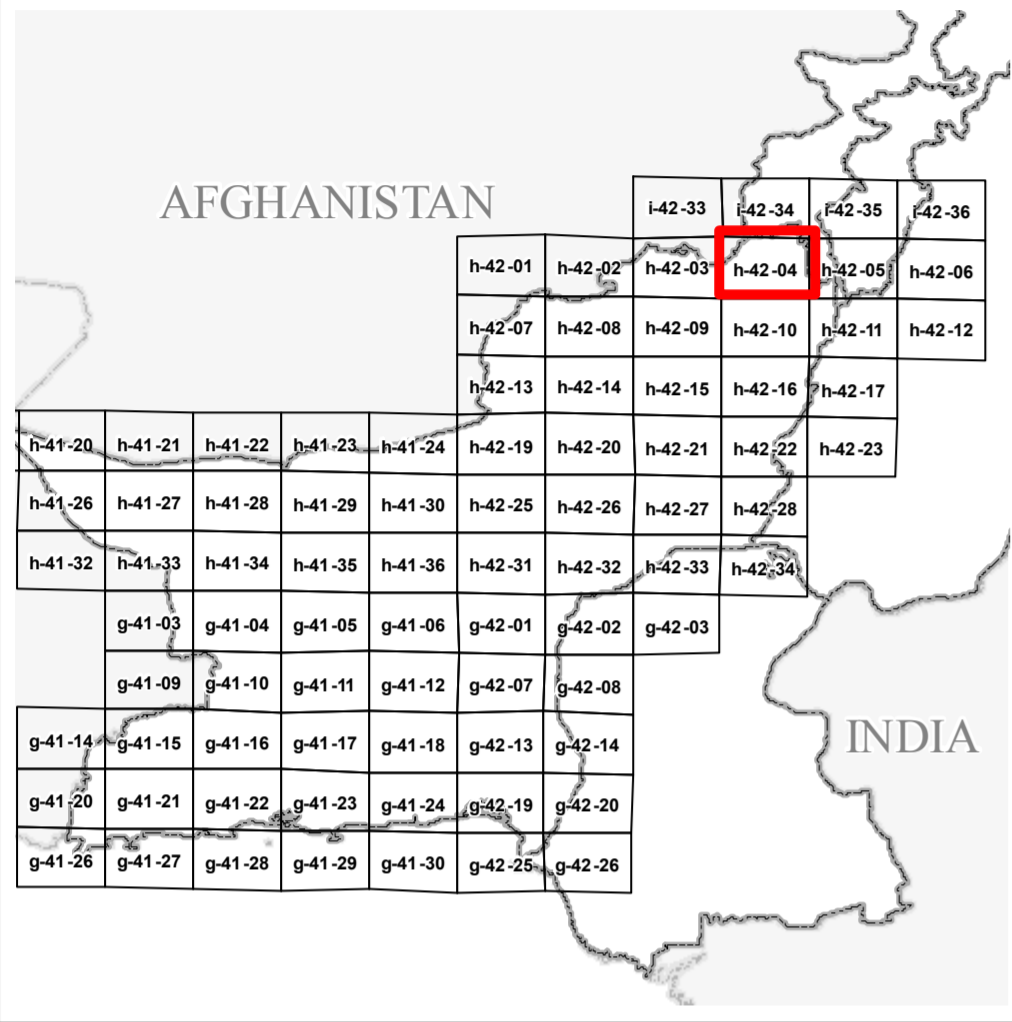 AFGHANISTAN
i-42-33 i-42-34 i-42-35 i-42-36
h-42-01 h-42-02 h-42-03 h-42-04 h-42-05 h-42-06
h-42-07 h-42-08 h-42-09 h-42-10 h-42-11 h-42-12
h-42-13 h-42-14 h-42-15 h-42-16 h-42-17
h-41-20 h-41-21 h-41-22 h-41-23 h-41-24 h-42-19 h-42-20 h-42-21 h-42-22 h-42-23
h-41-26 h-41-27 h-41-28 h-41-29 h-41-30 h-42-25 h-42-26 h-42-27 h-42-28
h-41-32 h-41-33 h-41-34 h-41-35 h-41-36 h-42-31 h-42-32 h-42-33 h-42-34
g-41-03 g-41-04 g-41-05 g-41-06 g-42-01 g-42-02 g-42-03
g-41-09 g-41-10 g-41-11 g-41-12 g-42-07 g-42-08
g-41-14 g-41-15 g-41-16 g-41-17 g-41-18 g-42-13 g-42-14
INDIA
g-41-20 g-41-21 g-41-22 g-41-23 g-41-24 g-42-19 g-42-20
g-41-26 g-41-27 g-41-28 g-41-29 g-41-30 g-42-25 g-42-26